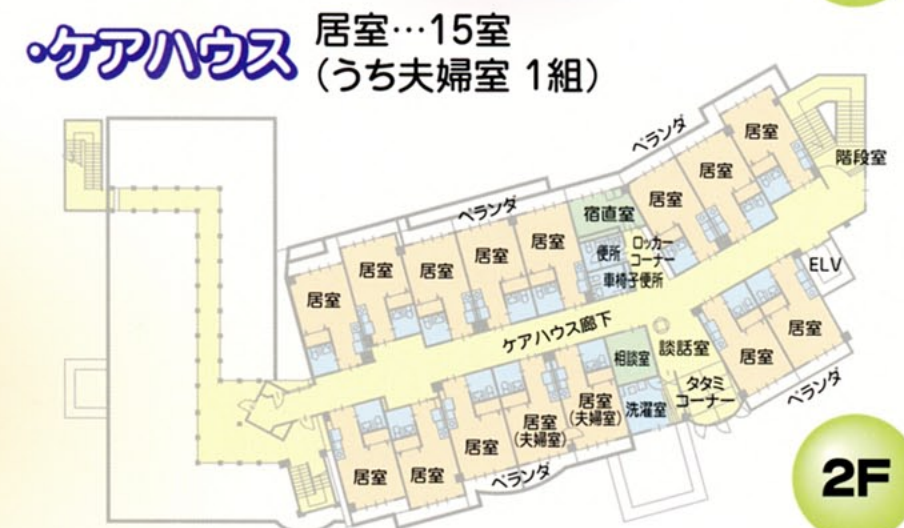 ・ケアハウス
居室…15室
(うち夫婦室 1組)
ベランダ
居室
階段室
居室
ベランダ
宿直室
居室
居室
便所
ロッカー
コーナー
車椅子便所
居室
居室
居室
居室
ELV
ケアハウス廊下
相談室
談話室
居室
居室
居室
タタミ
コーナー
ベランダ
居室
(夫婦室)
洗濯室
居室
(夫婦室)
居室
居室
居室
ベランダ
2F